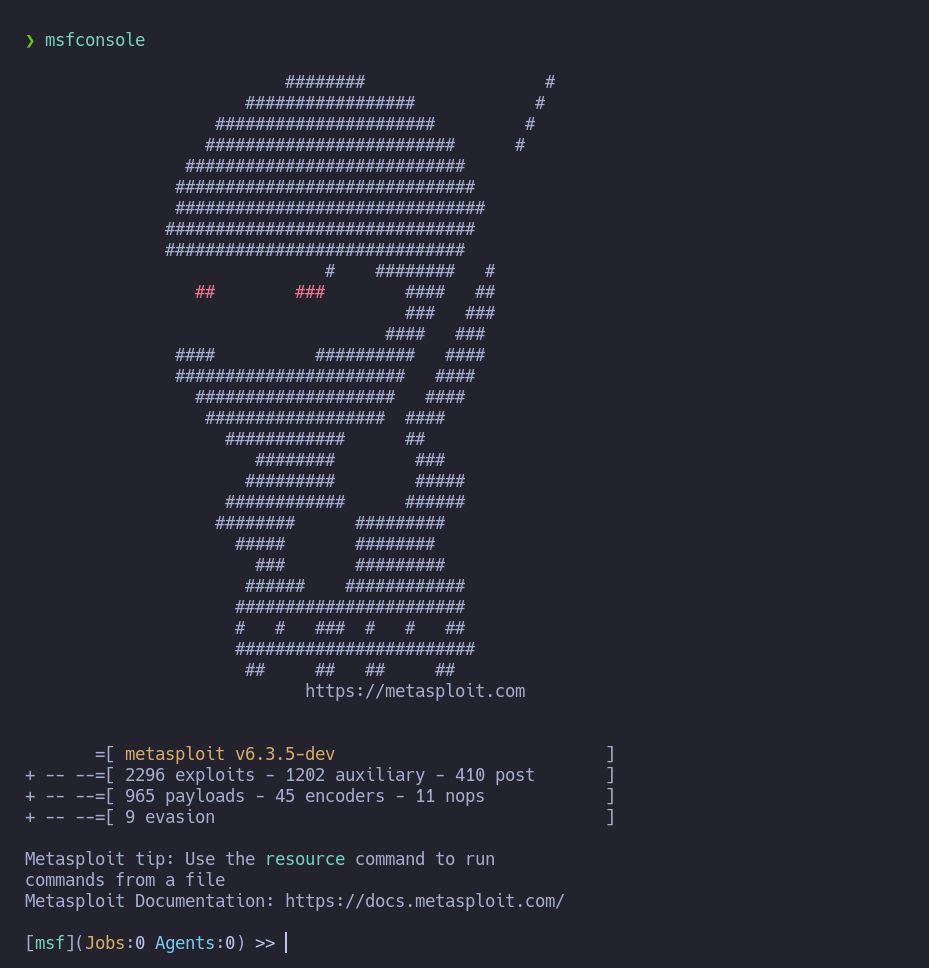 ❯ msfconsole
                          ########                  #
                      #################            #
                   ######################         #
                  #########################      #
                ############################
               ##############################
               ###############################
              ###############################
              ##############################
                              #    ########   #
                 ##        ###        ####   ##
                                      ###   ###
                                    ####   ###
               ####          ##########   ####
               #######################   ####
                 ####################   ####
                  ##################  ####
                    ############      ##
                       ########        ###
                      #########        #####
                    ############      ######
                   ########      #########
                     #####       ########
                       ###       #########
                      ######    ############
                     #######################
                     #   #   ###  #   #   ##
                     ########################
                      ##     ##   ##     ##
                            https://metasploit.com
       =[ metasploit v6.3.5-dev                           ]
+ -- --=[ 2296 exploits - 1202 auxiliary - 410 post       ]
+ -- --=[ 965 payloads - 45 encoders - 11 nops            ]
+ -- --=[ 9 evasion                                       ]
Metasploit tip: Use the resource command to run
commands from a file
Metasploit Documentation: https://docs.metasploit.com/
[msf](Jobs:0 Agents:0) >>